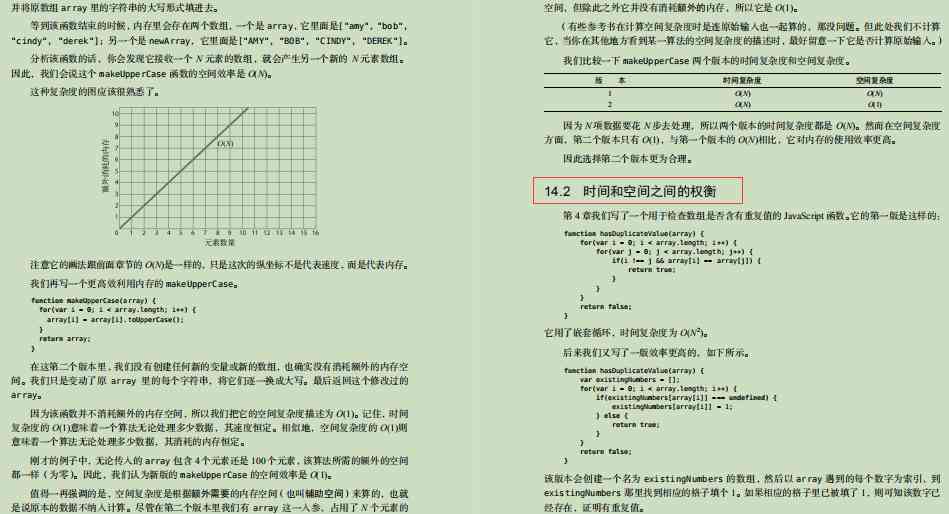 并将原数组 array 里的字符串的大写形式填进去。
等到该函数结束的时候，内存里会存在两个数组，一个是 array，它里面是["amy", "bob",
"cindy", "derek"]；另一个是 newArray，它里面是["AMY", "BOB", "CINDY", "DEREK"]。
分析该函数的话，你会发现它接收一个 N 元素的数组，就会产生另一个新的 N 元素数组。
因此，我们会说这个 makeUpperCase 函数的空间效率是 O(N)。
这种复杂度的图应该很熟悉了。
额外消耗的内存
10
9
8
7
6
5
4
3
2
1
O(N)
0 1 2 3 4 5 6 7 8 9 10 11 12 13 14 15 16
元素数量
注意它的画法跟前面章节的 O(N)是一样的，只是这次的纵坐标不是代表速度，而是代表内存。
我们再写一个更高效利用内存的 makeUpperCase。
function makeUpperCase(array) {
for(var i = 0; i < array.length; i++) {
array[i] = array[i].toUpperCase();
}
return array;
}
在这第二个版本里，我们没有创建任何新的变量或新的数组，也确实没有消耗额外的内存空
间。我们只是变动了原 array 里的每个字符串，将它们逐一换成大写。最后返回这个修改过的
array。
因为该函数并不消耗额外的内存空间，所以我们把它的空间复杂度描述为 O(1)。记住，时间
复杂度的 O(1)意味着一个算法无论处理多少数据，其速度恒定。相似地，空间复杂度的 O(1)则
意味着一个算法无论处理多少数据，其消耗的内存恒定。
刚才的例子中，无论传入的 array 包含 4个元素还是 100个元素，该算法所需的额外的空间
都一样（为零）。因此，我们认为新版的 makeUpperCase 的空间效率是 O(1)。
值得一再强调的是，空间复杂度是根据额外需要的内存空间（也叫辅助空间）来算的，也就
是说原本的数据不纳入计算。尽管在第二个版本里我们有 array 这一入参，占用了 N 个元素的
空间，但除此之外它并没有消耗额外的内存，所以它是 O(1)。
（有些参考书在计算空间复杂度时是连原始输入也一起算的，那没问题。但此处我们不计算
它，当你在其他地方看到某一算法的空间复杂度的描述时，最好留意一下它是否计算原始输入。）
我们比较一下 makeUpperCase 两个版本的时间复杂度和空间复杂度。
版 本 时间复杂度 空间复杂度
1 O(N) O(N)
2 O(N) O(1)
因为 N 项数据要花 N 步去处理，所以两个版本的时间复杂度都是 O(N)。然而在空间复杂度
方面，第二个版本只有 O(1)，与第一个版本的 O(N)相比，它对内存的使用效率更高。
因此选择第二个版本更为合理。
14.2 时间和空间之间的权衡
第 4 章我们写了一个用于检查数组是否含有重复值的 JavaScript 函数。它的第一版是这样的：
function hasDuplicateValue(array) {
for(var i = 0; i < array.length; i++) {
for(var j = 0; j < array.length; j++) {
if(i !== j && array[i] == array[j]) {
return true;
}
}
}
return false;
}
它用了嵌套循环，时间复杂度为 O(N²)。
后来我们又写了一版效率更高的，如下所示。
function hasDuplicateValue(array) {
var existingNumbers = [];
for(var i = 0; i < array.length; i++) {
if(existingNumbers[array[i]] === undefined) {
existingNumbers[array[i]] = 1;
} else {
return true;
}
}
return false;
}
该版本会创建一个名为 existingNumbers 的数组，然后以 array 遇到的每个数字为索引，到
existingNumbers 那里找到相应的格子填个 1。如果相应的格子里已被填了 1，则可知该数字已
经存在，证明有重复值。